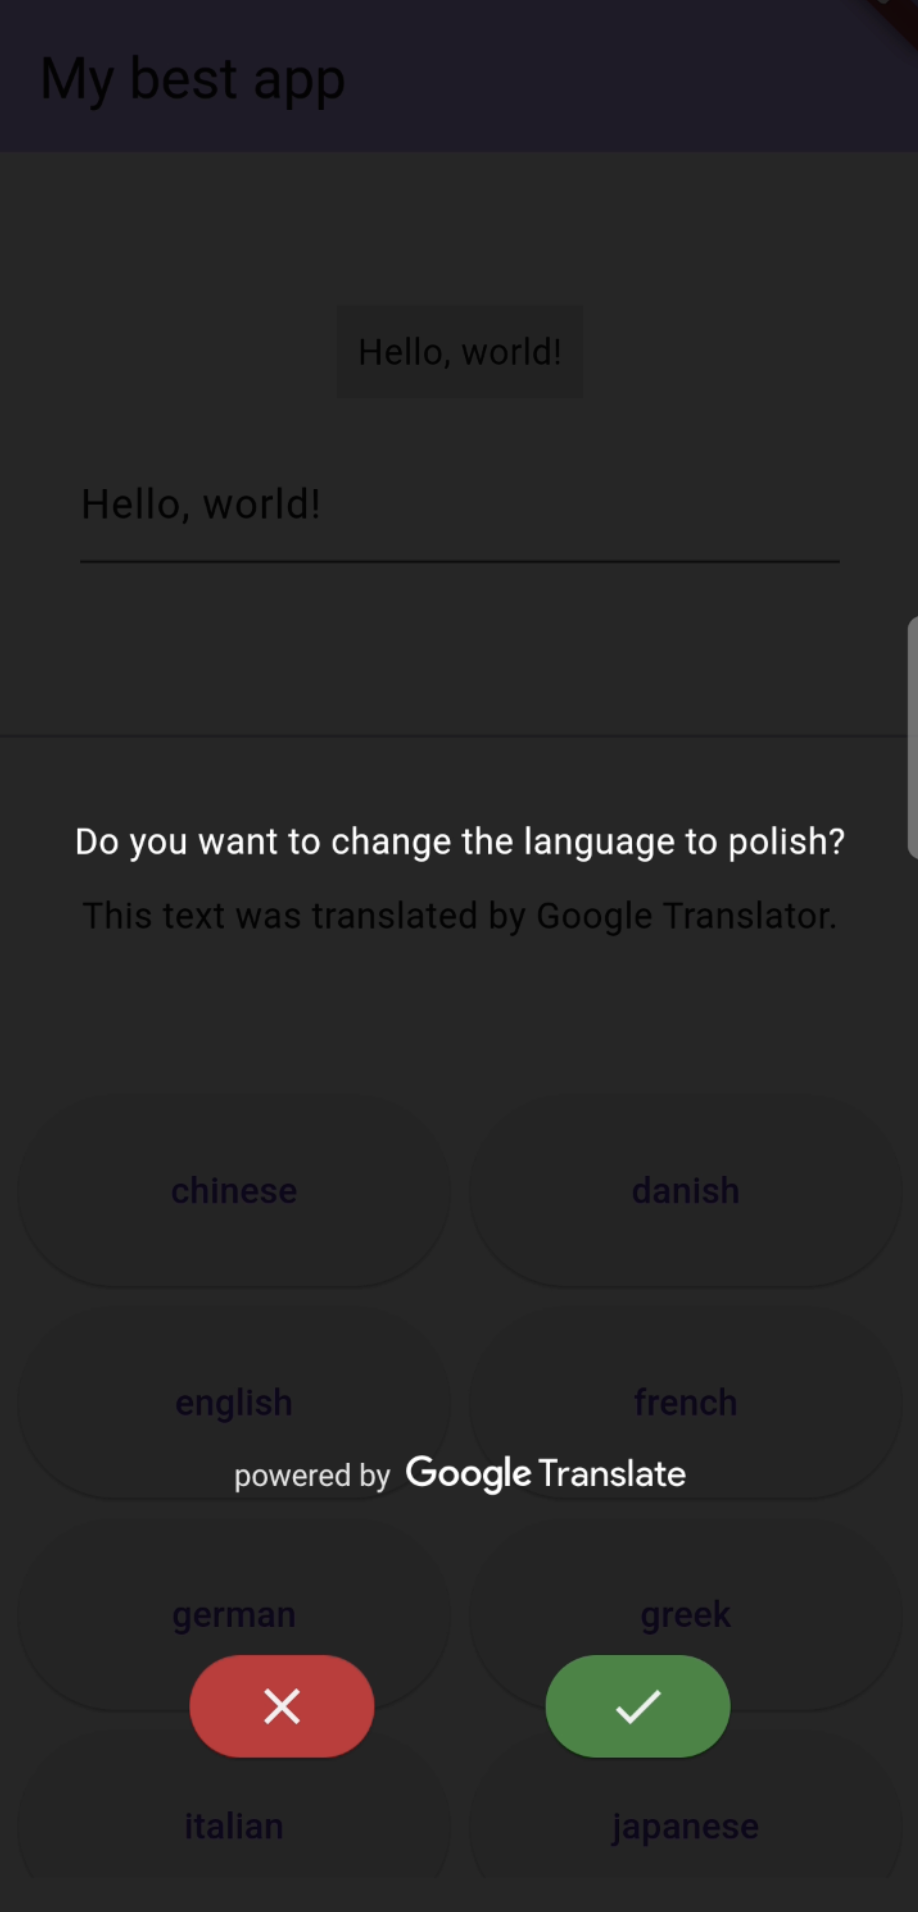 My best app
Hello, world!
Hello, world!
Do you want to change the language to polish?
This text was translated by Google Translator.
chinese
danish
english
french
powered by Google Translate
german
greek
italian
japanese